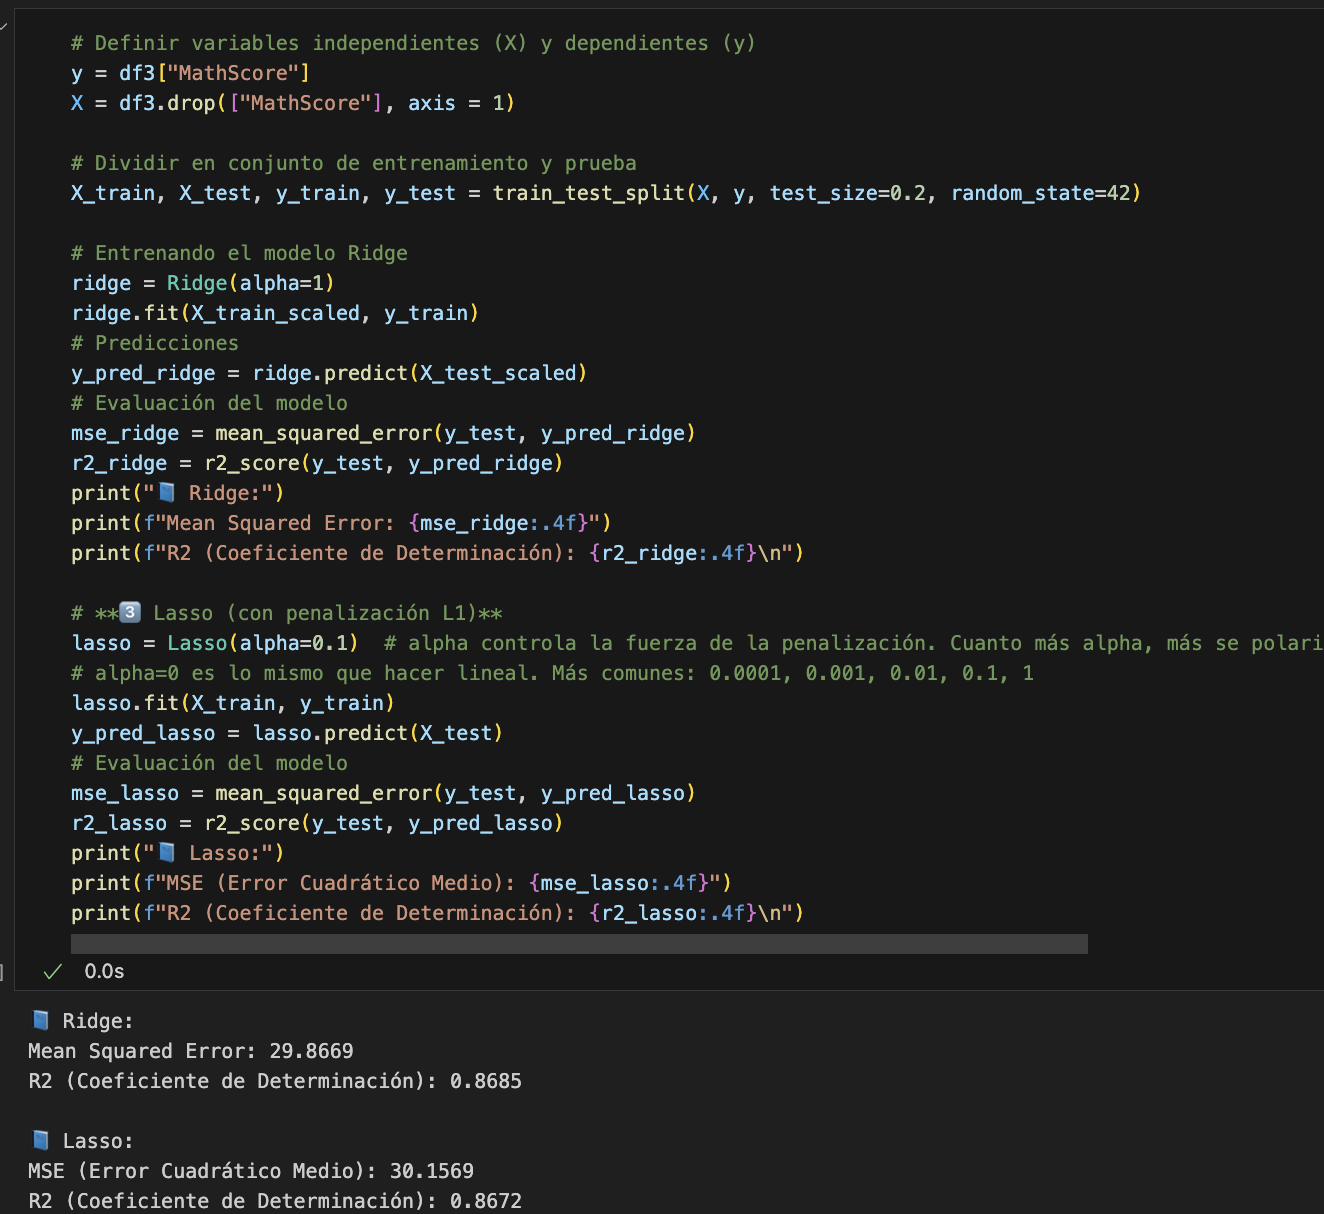 # Definir variables independientes (X) y dependientes (y)
y = df3["MathScore"]
X = df3.drop(["MathScore"], axis = 1)
# Dividir en conjunto de entrenamiento y prueba
X_train, X_test, y_train, y_test = train_test_split(X, y, test_size=0.2, random_state=42)
# Entrenando el modelo Ridge
ridge = Ridge(alpha=1)
ridge.fit(X_train_scaled, y_train)
# Predicciones
y_pred_ridge = ridge.predict(X_test_scaled)
# Evaluación del modelo
mse_ridge = mean_squared_error(y_test, y_pred_ridge)
r2_ridge = r2_score(y_test, y_pred_ridge)
print("📘 Ridge:")
print(f"Mean Squared Error: {mse_ridge:.4f}")
print(f"R2 (Coeficiente de Determinación): {r2_ridge:.4f}\n")
# **3️⃣ Lasso (con penalización L1)**
lasso = Lasso(alpha=0.1)  # alpha controla la fuerza de la penalización. Cuanto más alpha, más se polari
# alpha=0 es lo mismo que hacer lineal. Más comunes: 0.0001, 0.001, 0.01, 0.1, 1
lasso.fit(X_train, y_train)
y_pred_lasso = lasso.predict(X_test)
# Evaluación del modelo
mse_lasso = mean_squared_error(y_test, y_pred_lasso)
r2_lasso = r2_score(y_test, y_pred_lasso)
print("📘 Lasso:")
print(f"MSE (Error Cuadrático Medio): {mse_lasso:.4f}")
print(f"R2 (Coeficiente de Determinación): {r2_lasso:.4f}\n")
] ✓ 0.0s
📘 Ridge:
Mean Squared Error: 29.8669
R2 (Coeficiente de Determinación): 0.8685
📘 Lasso:
MSE (Error Cuadrático Medio): 30.1569
R2 (Coeficiente de Determinación): 0.8672